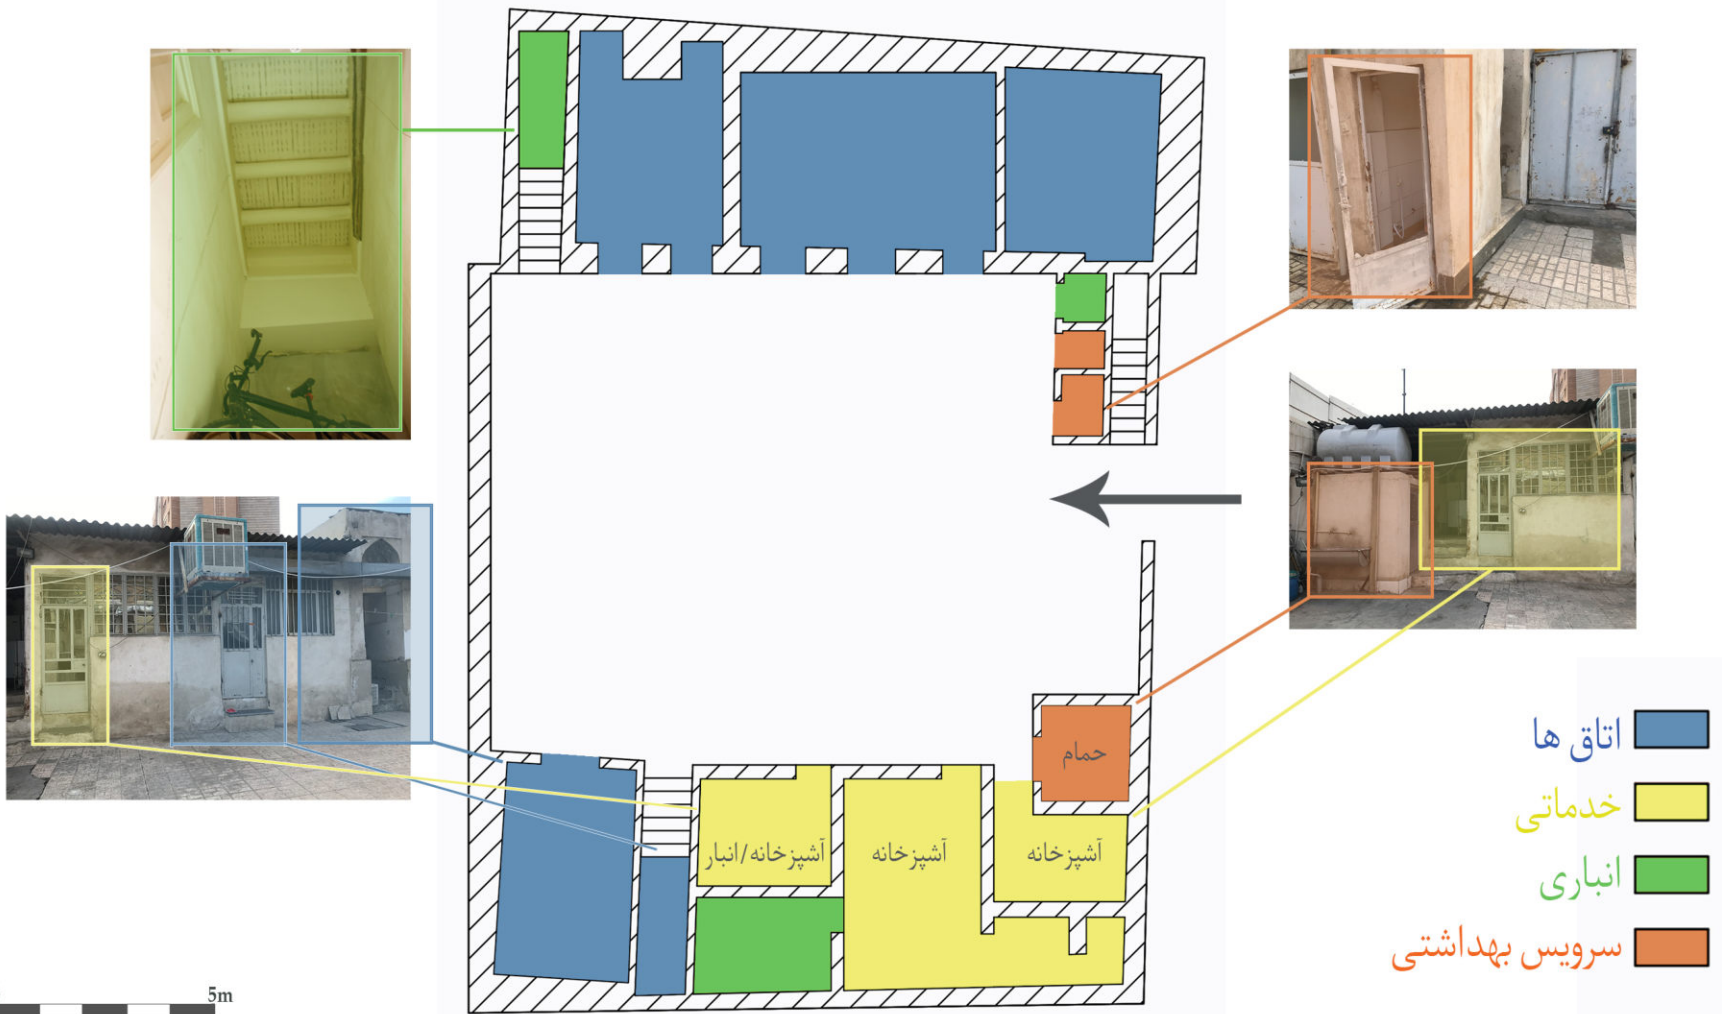 حمام
آشپزخانه/انبار
آشپزخانه
آشپزخانه
اتاق ها
خدماتی
انباری
سرویس بهداشتی
5m